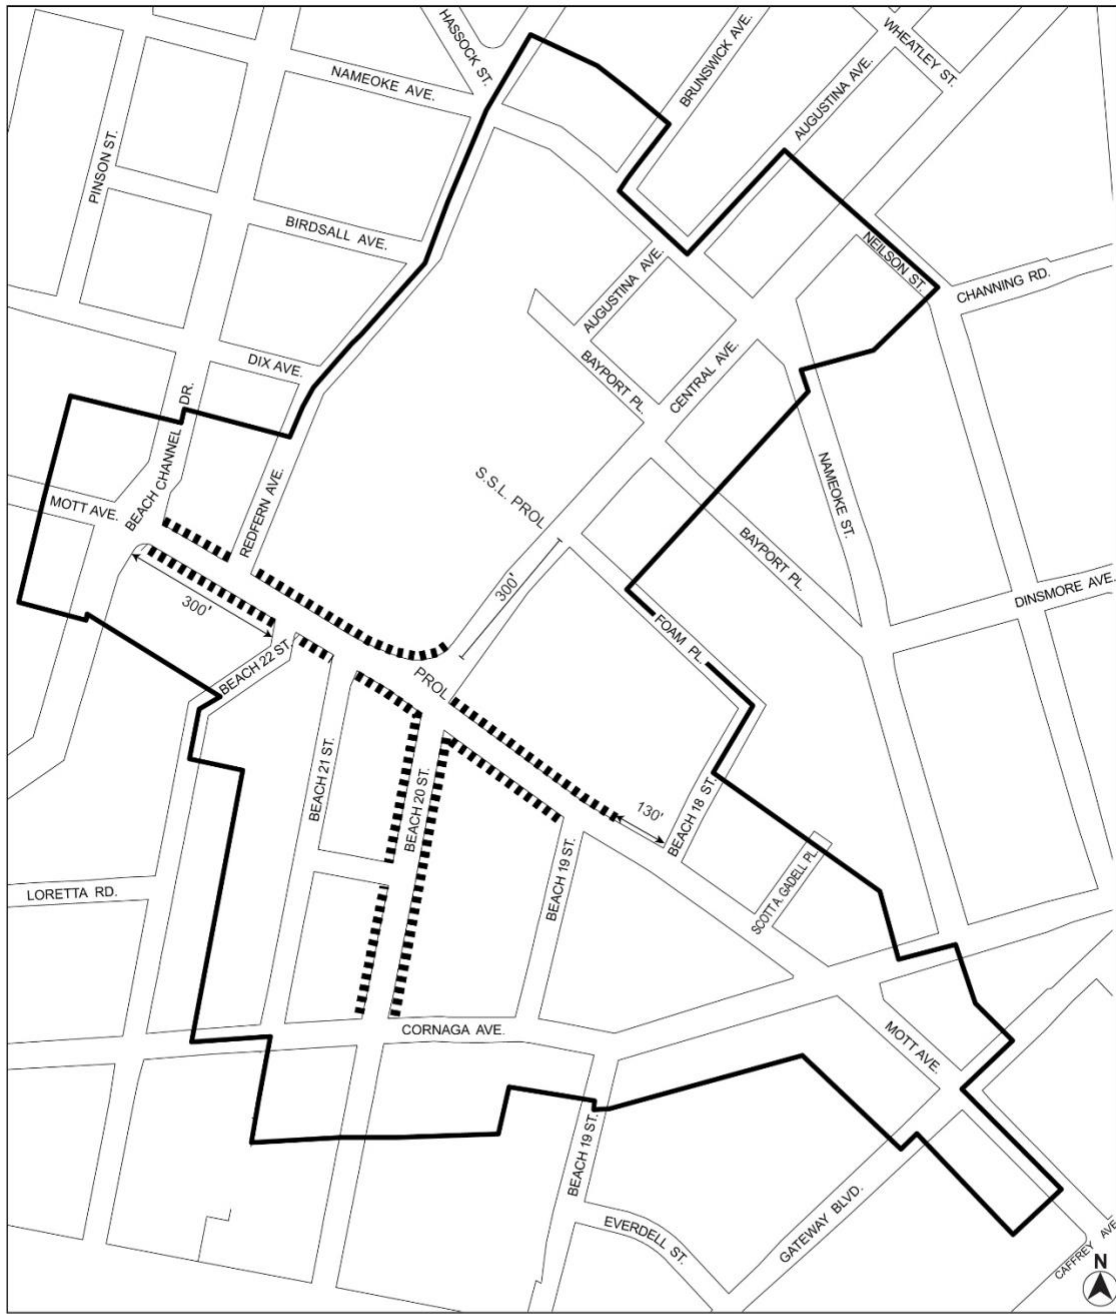 HASSOCK ST.
WHEATLEY ST.
BRUNSWICK AVE.
NAMEOKE AVE.
AUGUSTINA AVE.
PINSON ST.
BIRDSALL AVE.
NEILSON ST.
CHANNING RD.
AUGUSTINA AVE.
DIX AVE.
BAYPORT PL.
CENTRAL AVE.
BEACH CHANNEL DR.
MOTT AVE.
REDFERN AVE.
S.S.L. PROL
NAMEOKE ST.
BAYPORT PL.
300'
300'
DINSMORE AVE.
FOAM PL.
BEACH 22 ST.
PROL
BEACH 21 ST.
BEACH 20 ST.
130'
BEACH 18 ST.
BEACH 19 ST.
SCOTT A. GADELL PL.
LORETTA RD.
CORNAGA AVE.
MOTT AVE.
BEACH 19 ST.
GATEWAY BLVD.
EVERDELL ST.
CAFFREY AVE
N